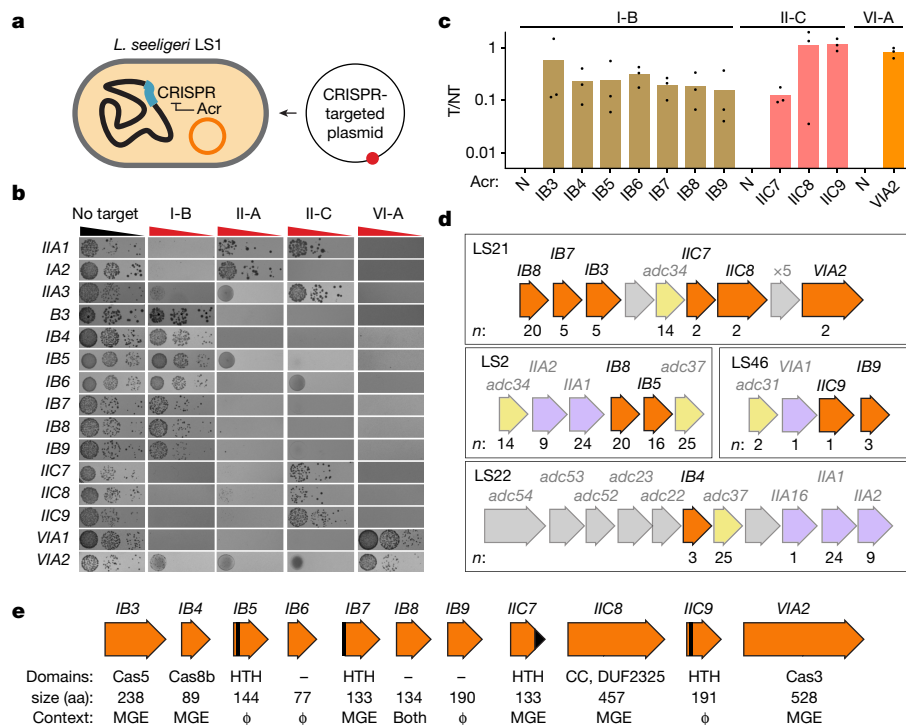 a
L. seeligeri LS1
CRISPR
Acr
CRISPR-
targeted
plasmid
b
No target I-B II-A II-C VI-A
IIA1
IA2
IIA3
B3
IB4
IB5
IB6
IB7
IB8
IB9
IIC7
IIC8
IIC9
VIA1
VIA2
c
I-B II-C VI-A
T/NT
1
0.1
0.01
Acr: N IB3 IB4 IB5 IB6 IB7 IB8 IB9 N IIC7 IIC8 IIC9 N VIA2
d
LS21
IB7 IIC7
IB8 IB3 adc34 IIC8 ×5 VIA2
n: 20 5 5 14 2 2 2
LS2
IIA2 IB8 adc37
adc34 IIA1 IB5
n: 14 9 24 20 16 25
LS46
VIA1 IB9
adc31 IIC9
n: 2 1 1 3
LS22
adc53 adc23 IB4 IIA1
adc54 adc52 adc22 adc37 IIA16 IIA2
n: 3 25 1 24 9
e
IB3 IB4 IB5 IB6 IB7 IB8 IB9 IIC7 IIC8 IIC9 VIA2
Domains: Cas5 Cas8b HTH – HTH – – HTH CC, DUF2325 HTH Cas3
size (aa): 238 89 144 77 133 134 190 133 457 191 528
Context: MGE MGE ϕ ϕ MGE Both ϕ MGE MGE ϕ MGE